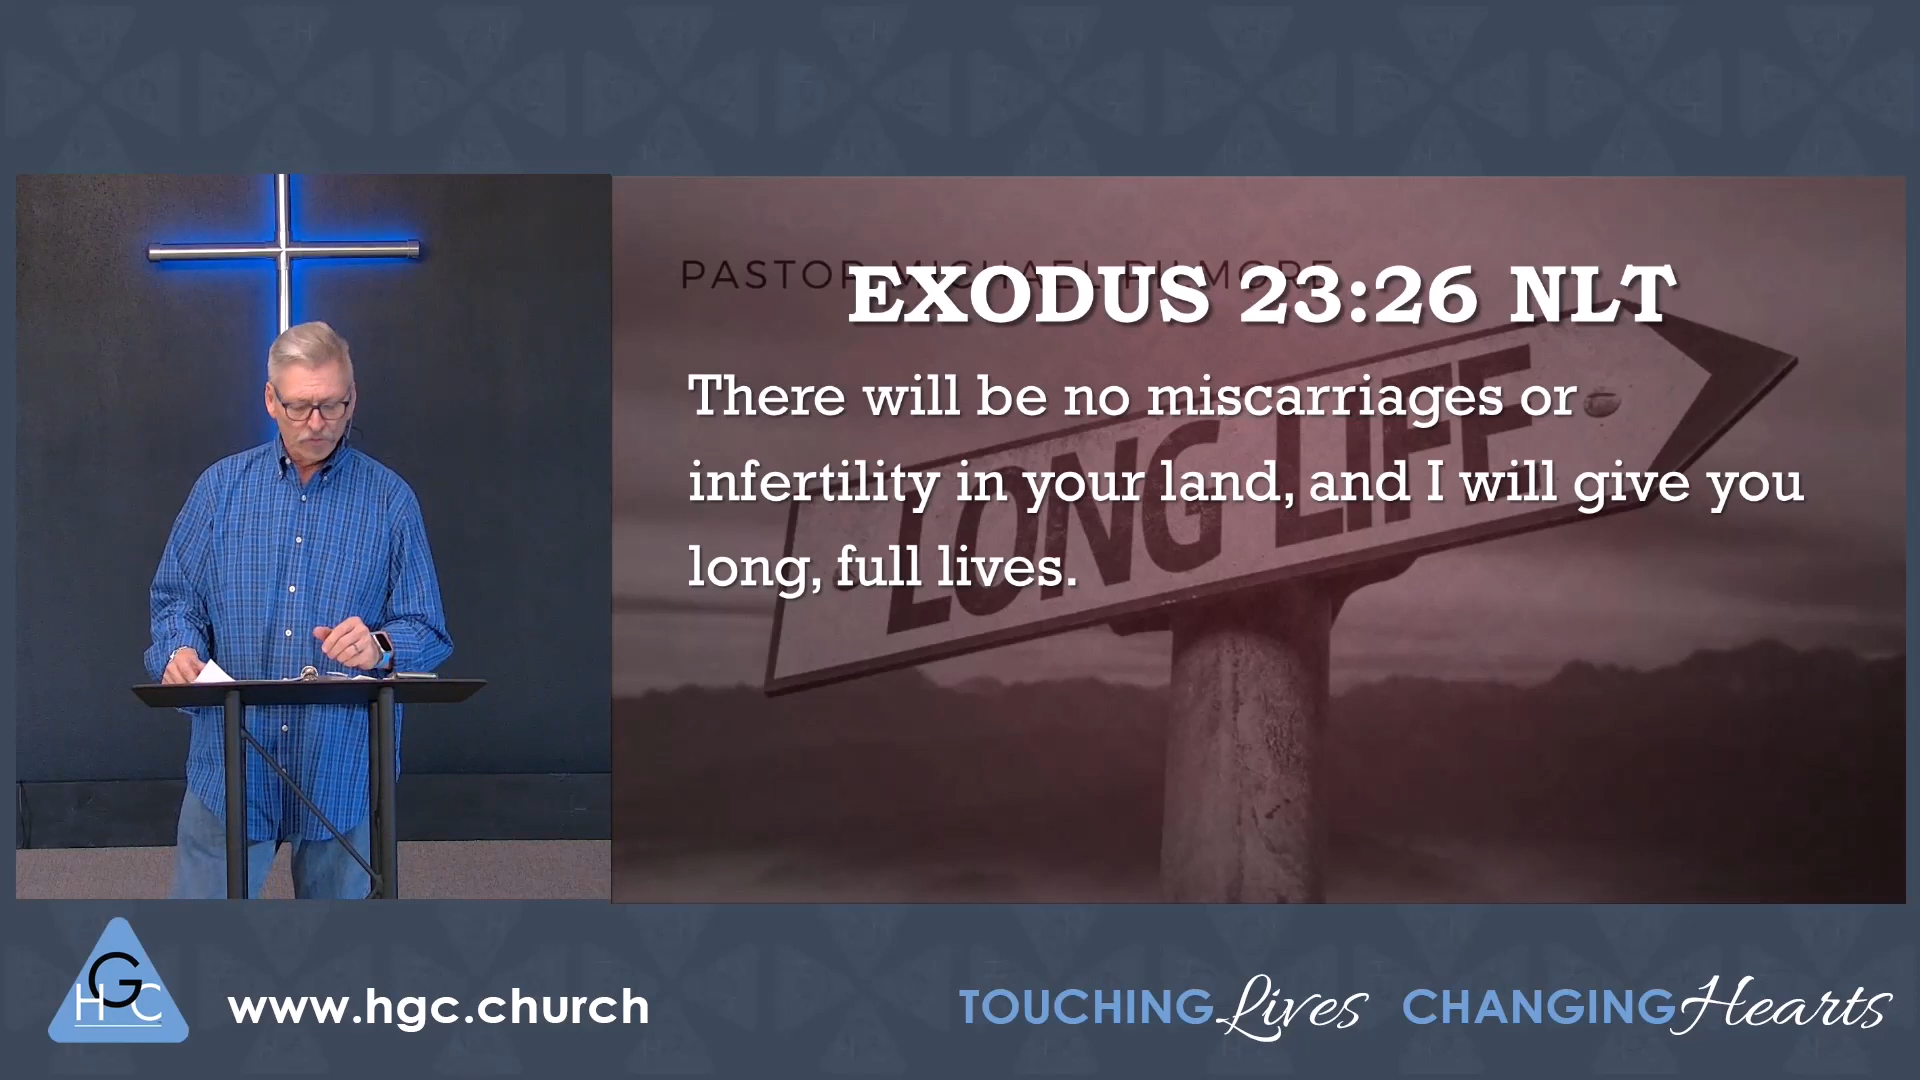 PASTOR MICHAEL
EXODUS 23:26 NLT
There will be no miscarriages or
infertility in your land, and I will give you
long, full lives.
LONG LIFE
HGC
www.hgc.church
TOUCHING Lives CHANGING Hearts